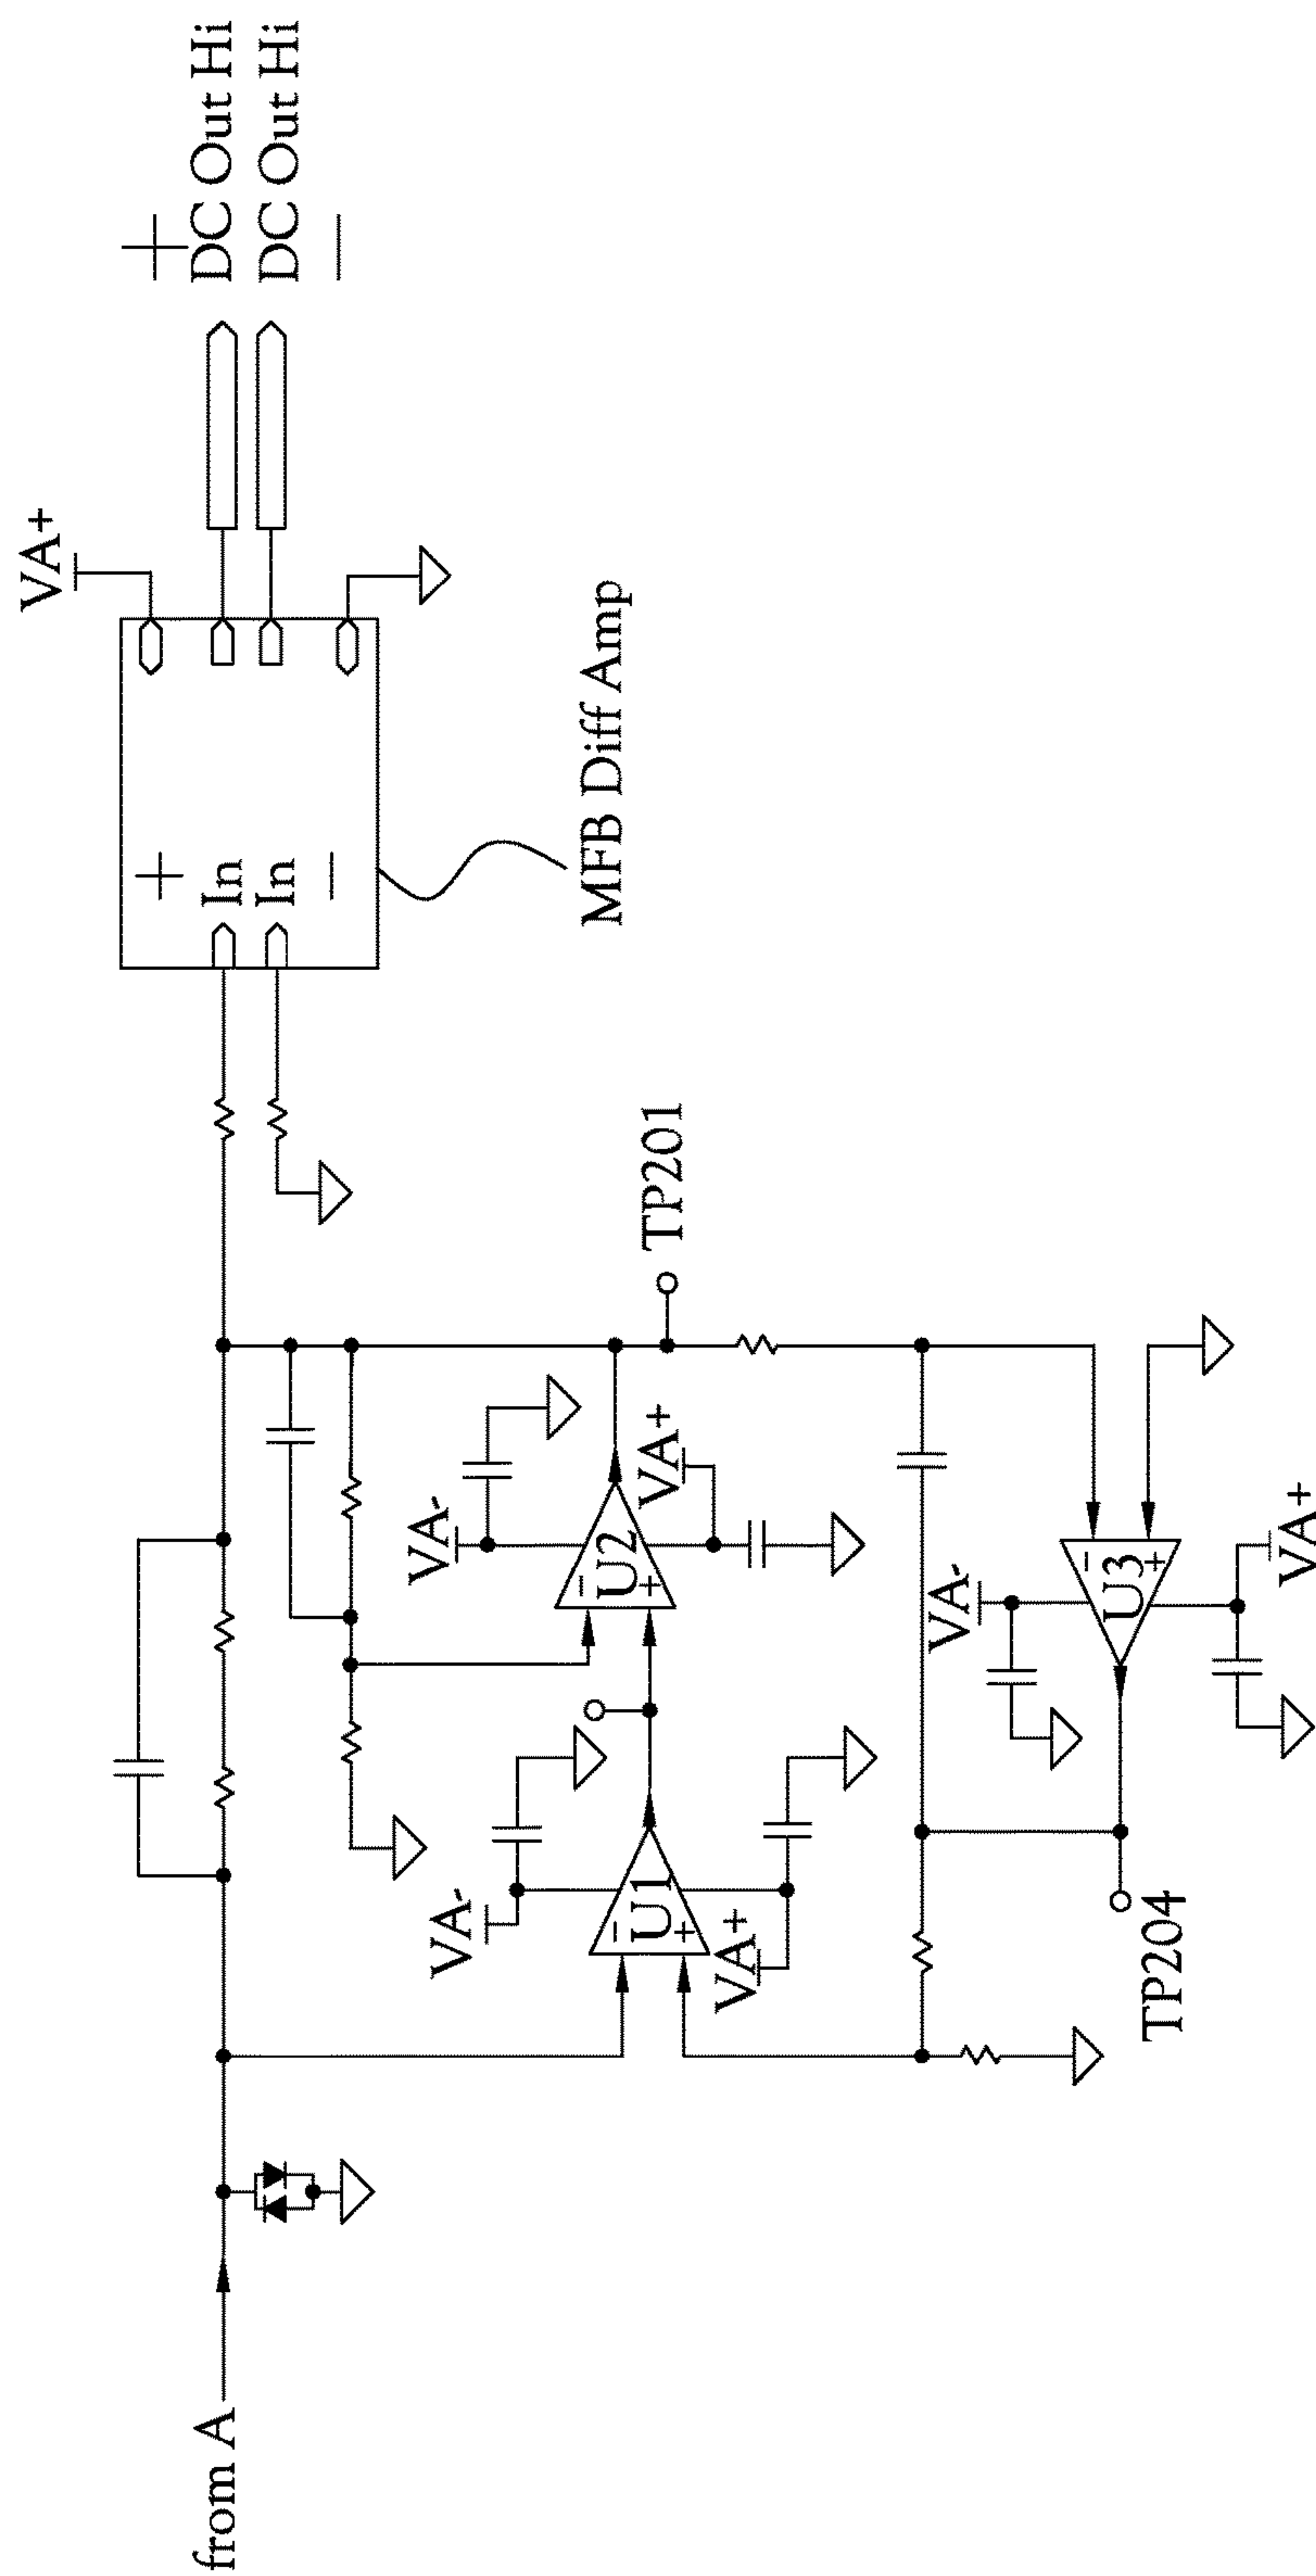 from A
VA+
+
In
In
−
+
DC Out Hi
DC Out Hi
−
MFB Diff Amp
VA-
−
U1
+
VA+
VA-
−
U2
+
VA+
TP201
VA-
−
U3
+
VA+
TP204